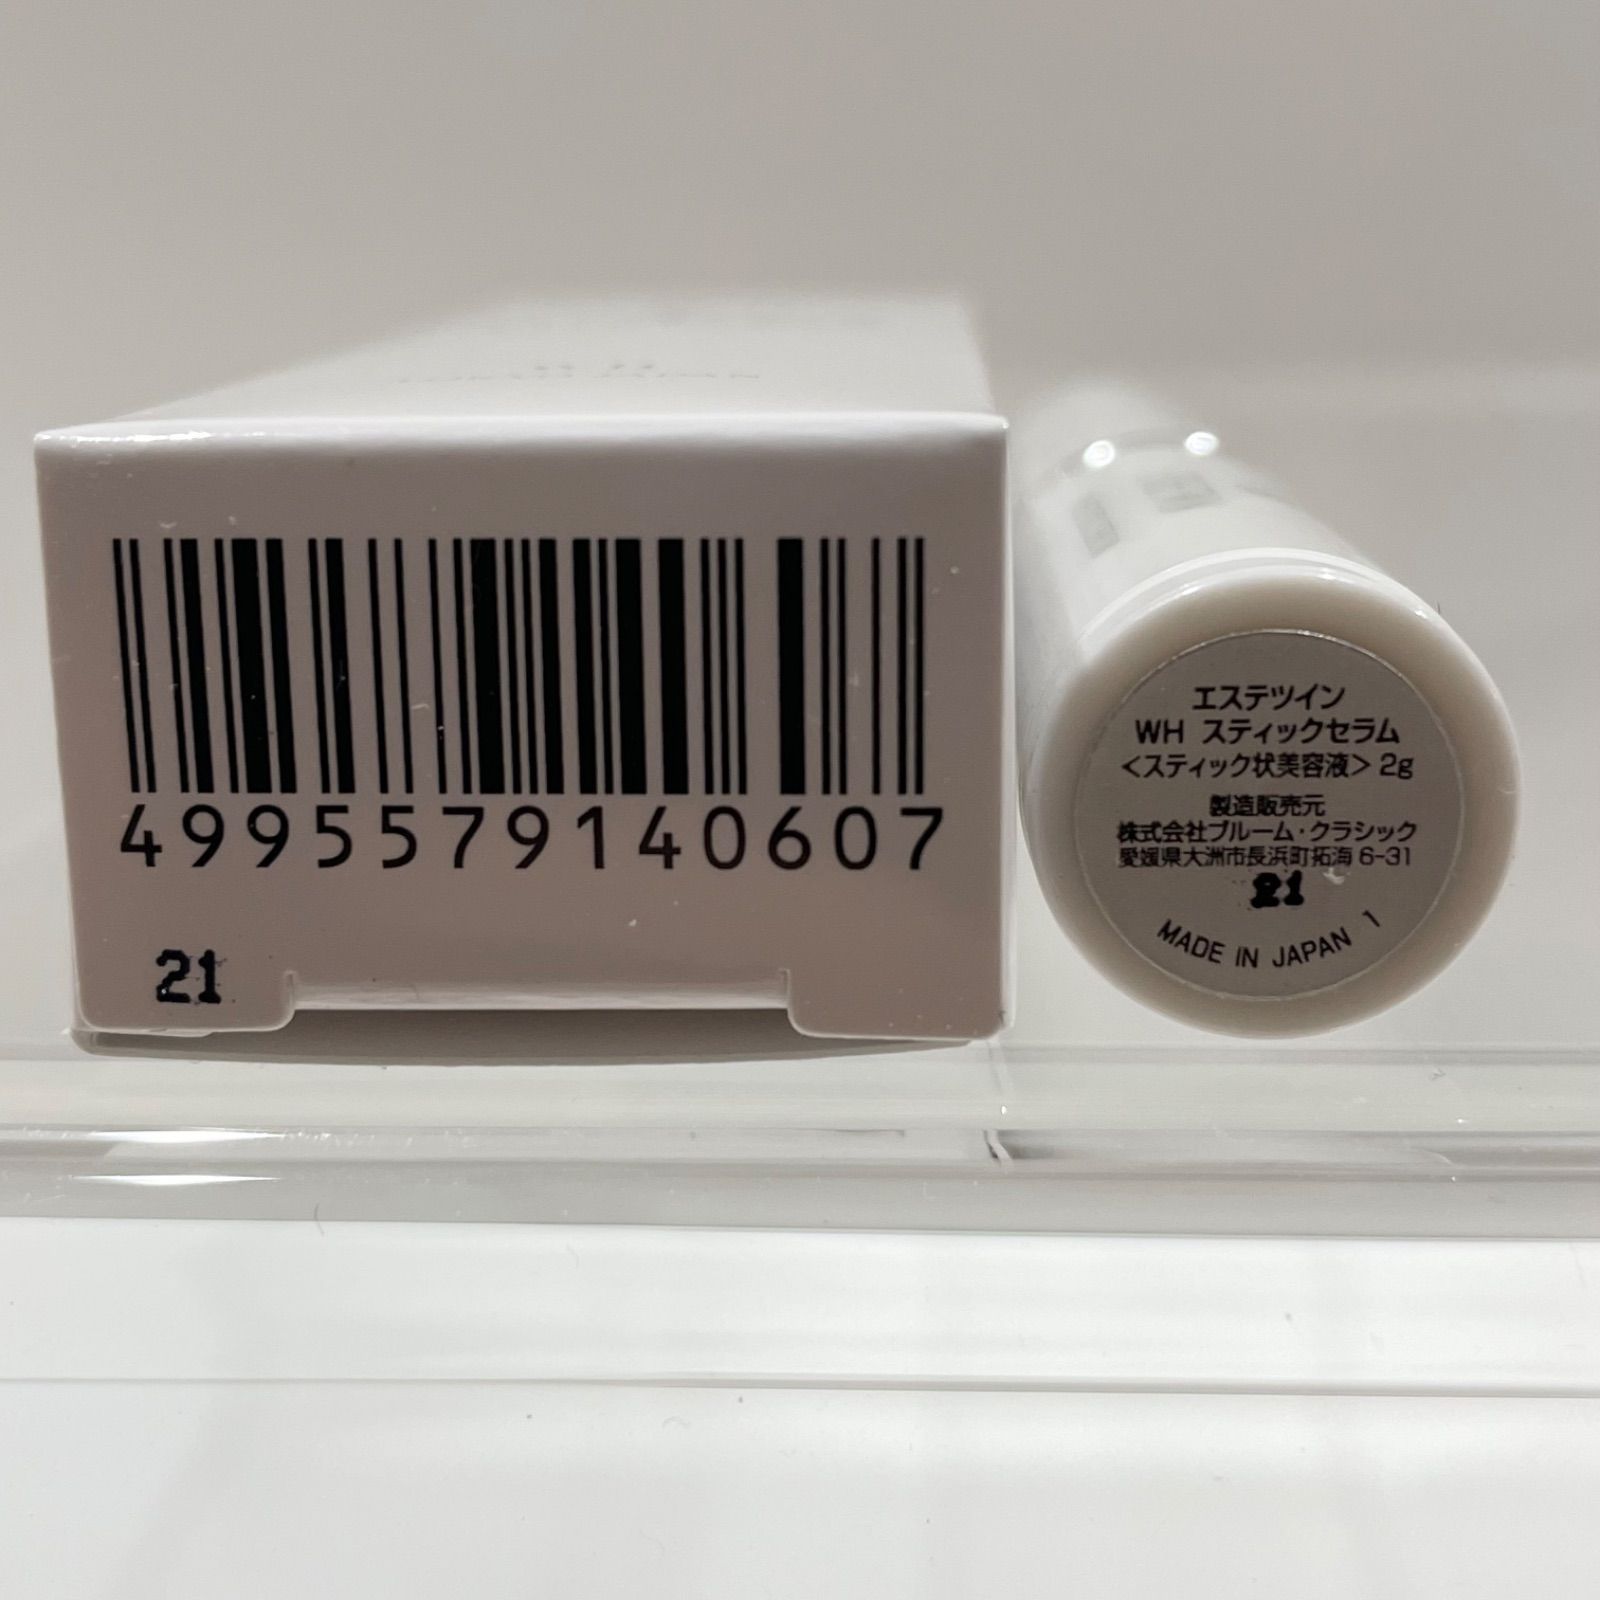 4995579140607
21
エステツイン
WH スティックセラム
<スティック状美容液> 2g
製造販売元
株式会社ブルーム・クラシック
愛媛県大洲市長浜町拓海 6-31
21
MADE IN JAPAN 1